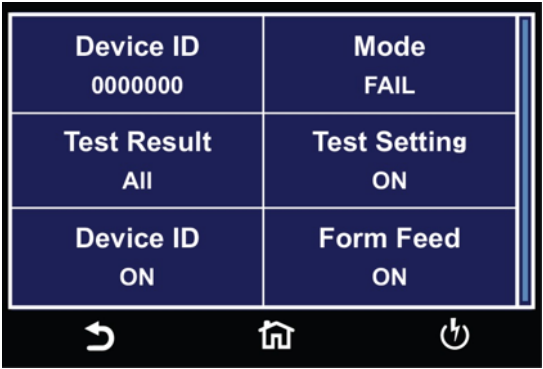 Device ID
0000000
Mode
FAIL
Test Result
All
Test Setting
ON
Device ID
ON
Form Feed
ON